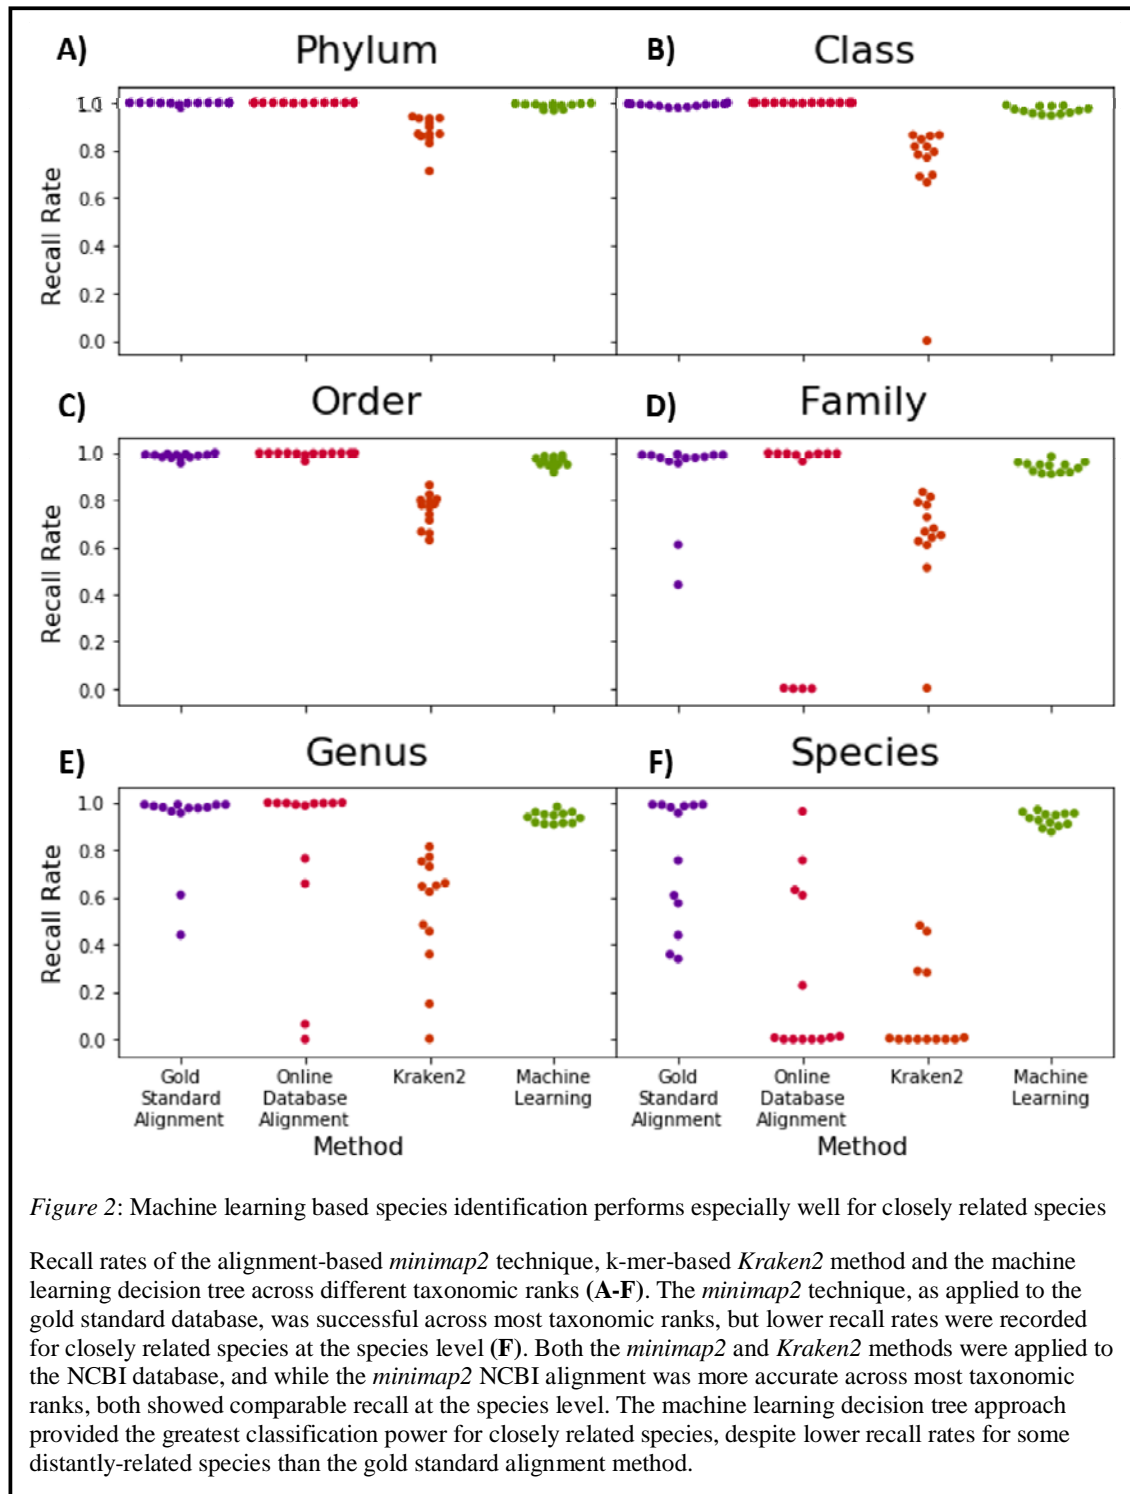 A)
Phylum
B)
Class
1.0
0.8
0.6
0.4
0.2
0.0
Recall Rate
C)
Order
D)
Family
1.0
0.8
0.6
0.4
0.2
0.0
Recall Rate
E)
Genus
F)
Species
1.0
0.8
0.6
0.4
0.2
0.0
Recall Rate
Gold
Standard
Alignment
Online
Database
Alignment
Kraken2
Machine
Learning
Gold
Standard
Alignment
Online
Database
Alignment
Kraken2
Machine
Learning
Method
Method
Figure 2: Machine learning based species identification performs especially well for closely related species
Recall rates of the alignment-based minimap2 technique, k-mer-based Kraken2 method and the machine
learning decision tree across different taxonomic ranks (A-F). The minimap2 technique, as applied to the
gold standard database, was successful across most taxonomic ranks, but lower recall rates were recorded
for closely related species at the species level (F). Both the minimap2 and Kraken2 methods were applied to
the NCBI database, and while the minimap2 NCBI alignment was more accurate across most taxonomic
ranks, both showed comparable recall at the species level. The machine learning decision tree approach
provided the greatest classification power for closely related species, despite lower recall rates for some
distantly-related species than the gold standard alignment method.